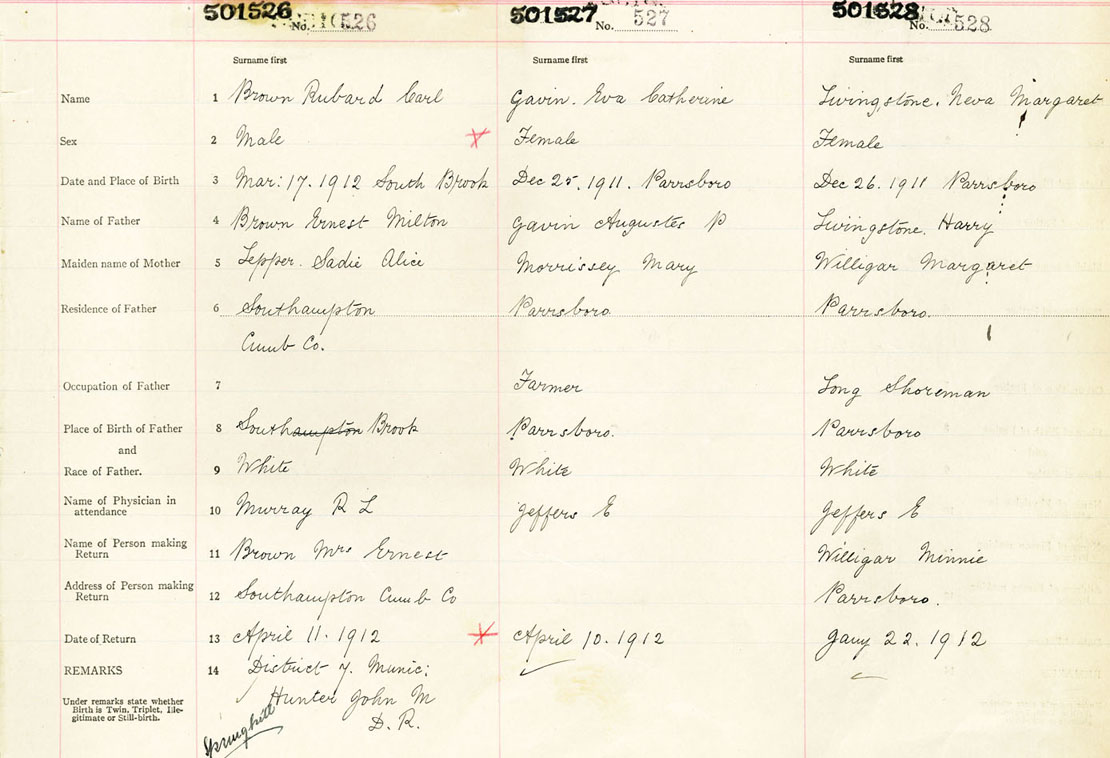 501526 501527 501528
No. 526 No. 527 No. 528
Surname first Surname first Surname first
Name 1 Brown Rubard Carl Gavin. Eva Catherine Livingstone. Neva Margaret
Sex 2 Male Female Female
Date and Place of Birth 3 Mar: 17. 1912 South Brook Dec 25. 1911. Parrsboro Dec 26. 1911 Parrsboro
Name of Father 4 Brown Ernest Milton Gavin Augustes P Livingstone. Harry
Maiden name of Mother 5 Lepper. Sadie Alice Morrissey Mary Willigar Margaret
Residence of Father 6 Southampton Parrsboro. Parrsboro.
Cumb Co.
Occupation of Father 7 Farmer Long Shoreman
Place of Birth of Father 8 Southampton Brook Parrsboro. Parrsboro
and
Race of Father. 9 White White White
Name of Physician in
attendance 10 Murray R L Jeffers E Jeffers E
Name of Person making
Return 11 Brown Mrs Ernest Willigar Minnie
Address of Person making
Return 12 Southampton Cumb Co Parrsboro.
Date of Return 13 April 11. 1912 April 10. 1912 Jany 22. 1912
REMARKS 14 District 7. Munic:
Under remarks state whether
Birth is Twin, Triplet, Ille-
gitimate or Still-birth.
Hunter John M
D. R.
Springhill